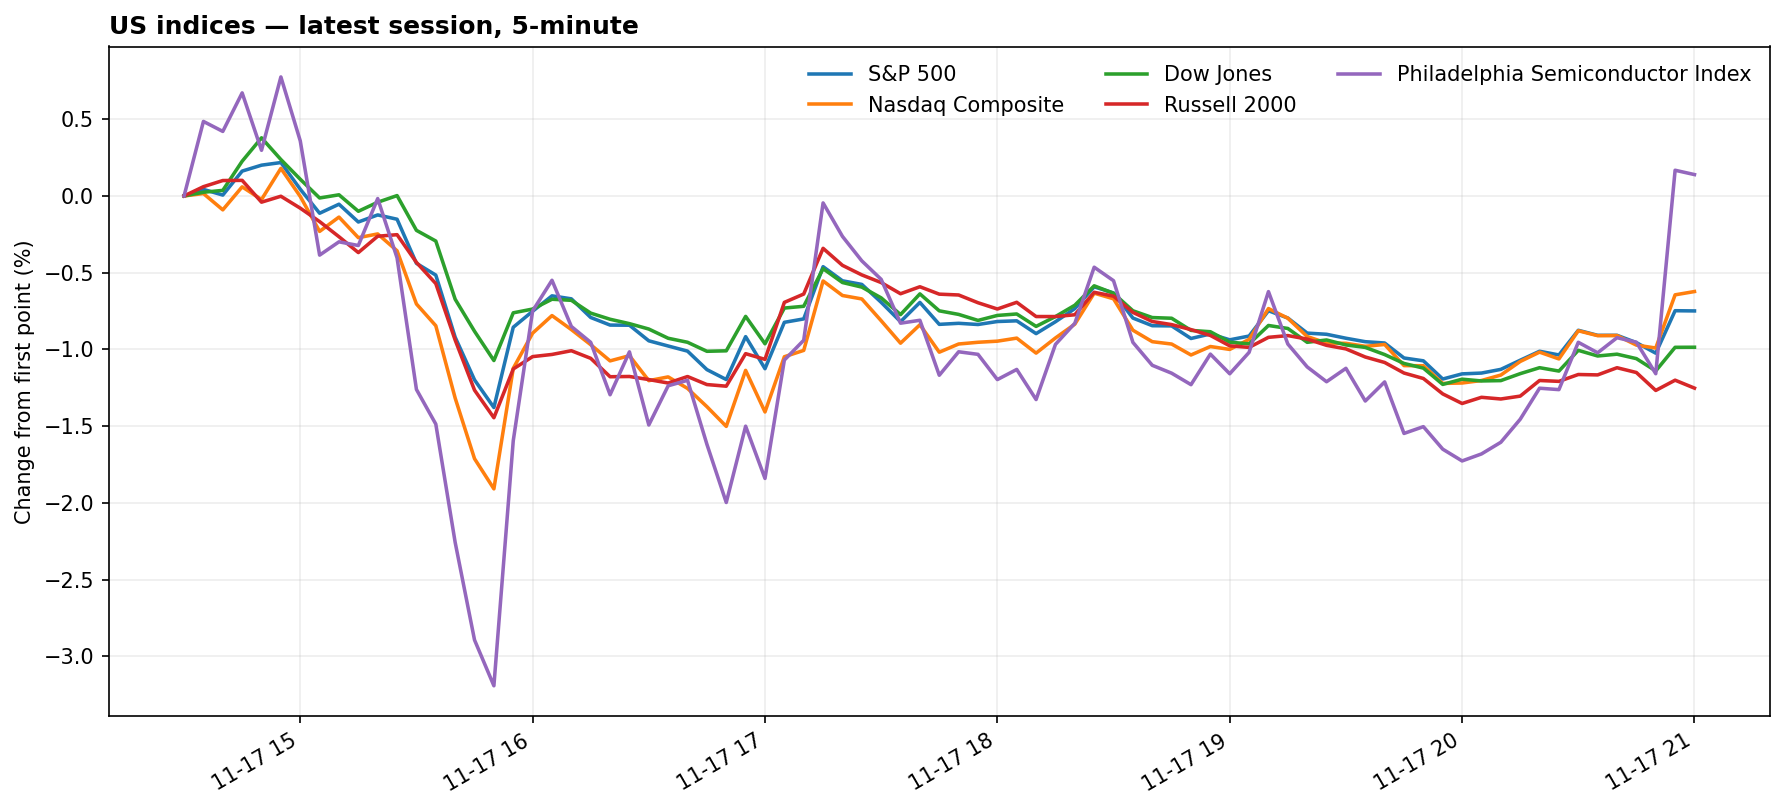 US indices — latest session, 5-minute
S&P 500
Nasdaq Composite
Dow Jones
Russell 2000
Philadelphia Semiconductor Index
Change from first point (%)
0.5
0.0
−0.5
−1.0
−1.5
−2.0
−2.5
−3.0
11-17 15
11-17 16
11-17 17
11-17 18
11-17 19
11-17 20
11-17 21